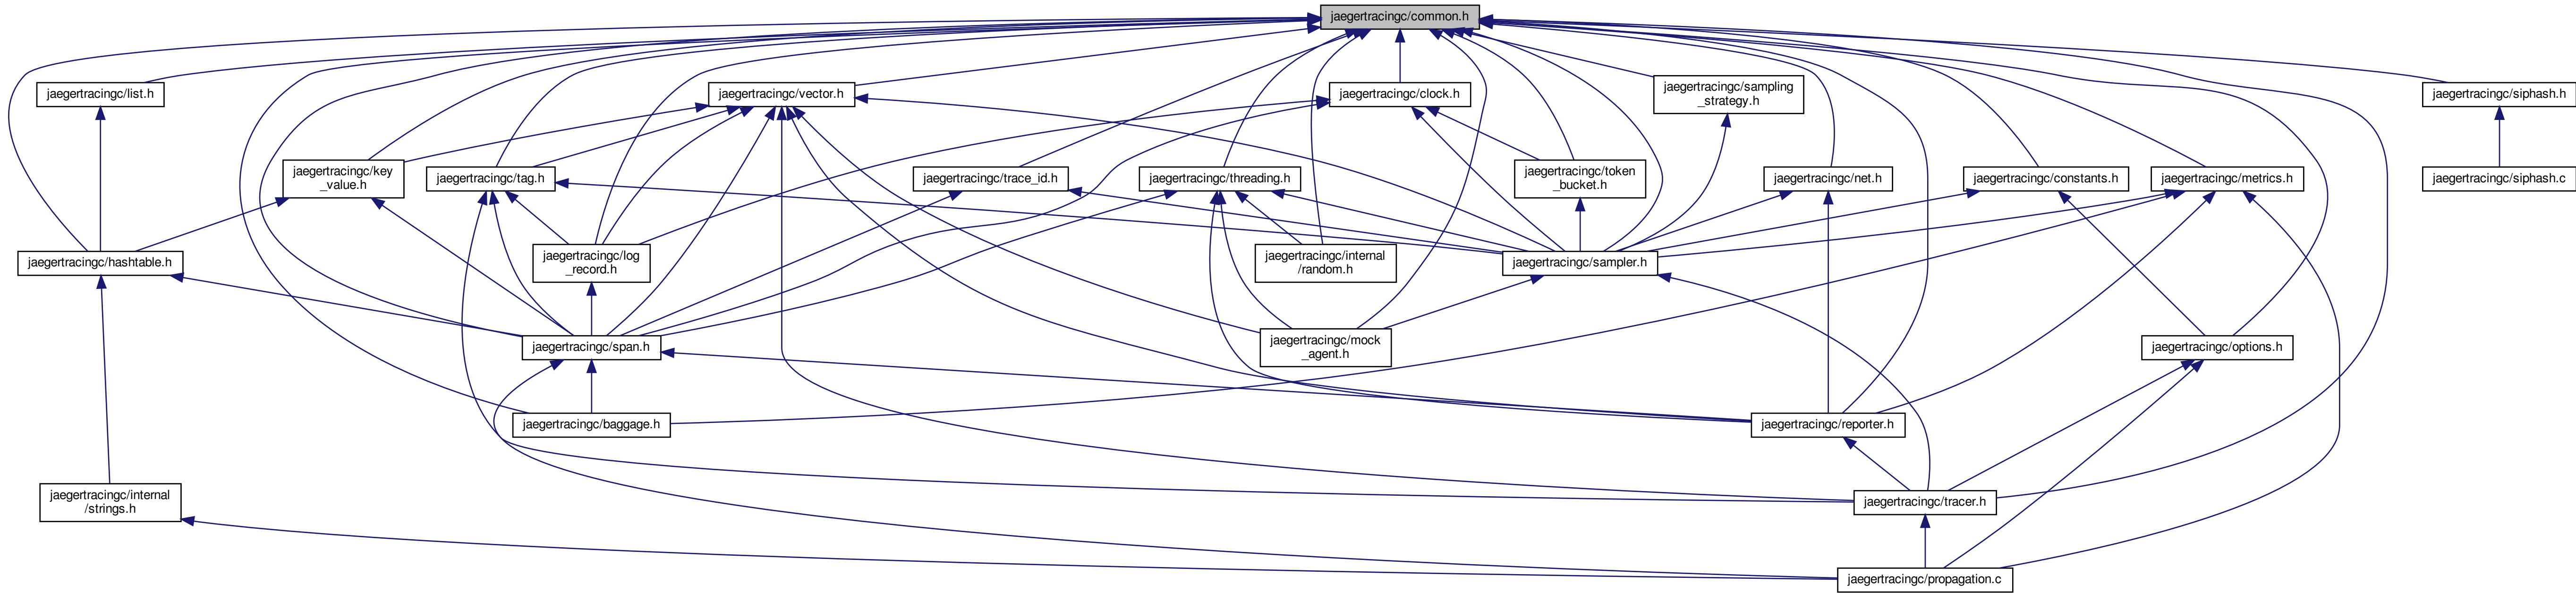 jaegertracingc/common.h
jaegertracingc/list.h
jaegertracingc/vector.h
jaegertracingc/clock.h
jaegertracingc/sampling
_strategy.h
jaegertracingc/siphash.h
jaegertracingc/key
_value.h
jaegertracingc/tag.h
jaegertracingc/trace_id.h
jaegertracingc/threading.h
jaegertracingc/token
_bucket.h
jaegertracingc/net.h
jaegertracingc/constants.h
jaegertracingc/metrics.h
jaegertracingc/siphash.c
jaegertracingc/hashtable.h
jaegertracingc/log
_record.h
jaegertracingc/internal
/random.h
jaegertracingc/sampler.h
jaegertracingc/span.h
jaegertracingc/mock
_agent.h
jaegertracingc/options.h
jaegertracingc/baggage.h
jaegertracingc/reporter.h
jaegertracingc/internal
/strings.h
jaegertracingc/tracer.h
jaegertracingc/propagation.c